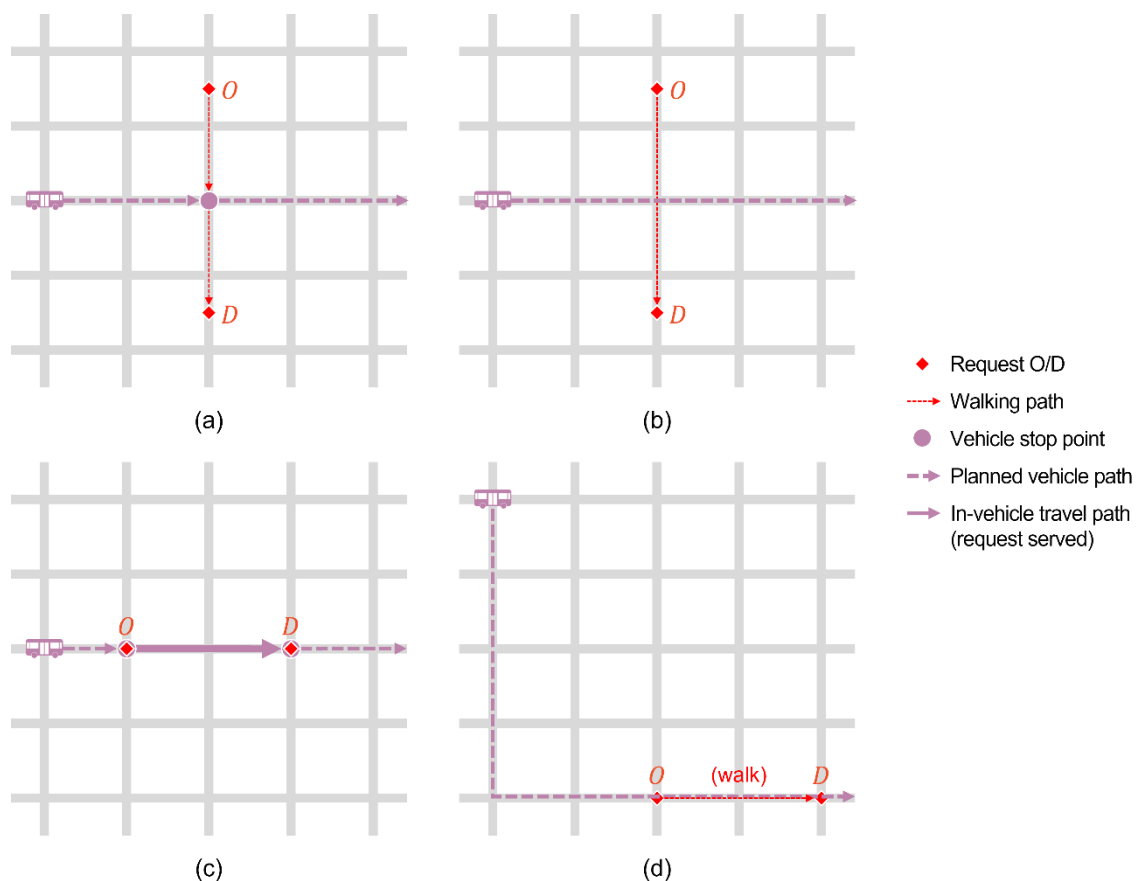 O
D
(a)
O
D
(b)
Request O/D
Walking path
Vehicle stop point
Planned vehicle path
In-vehicle travel path
(request served)
O
D
(c)
O
(walk)
D
(d)